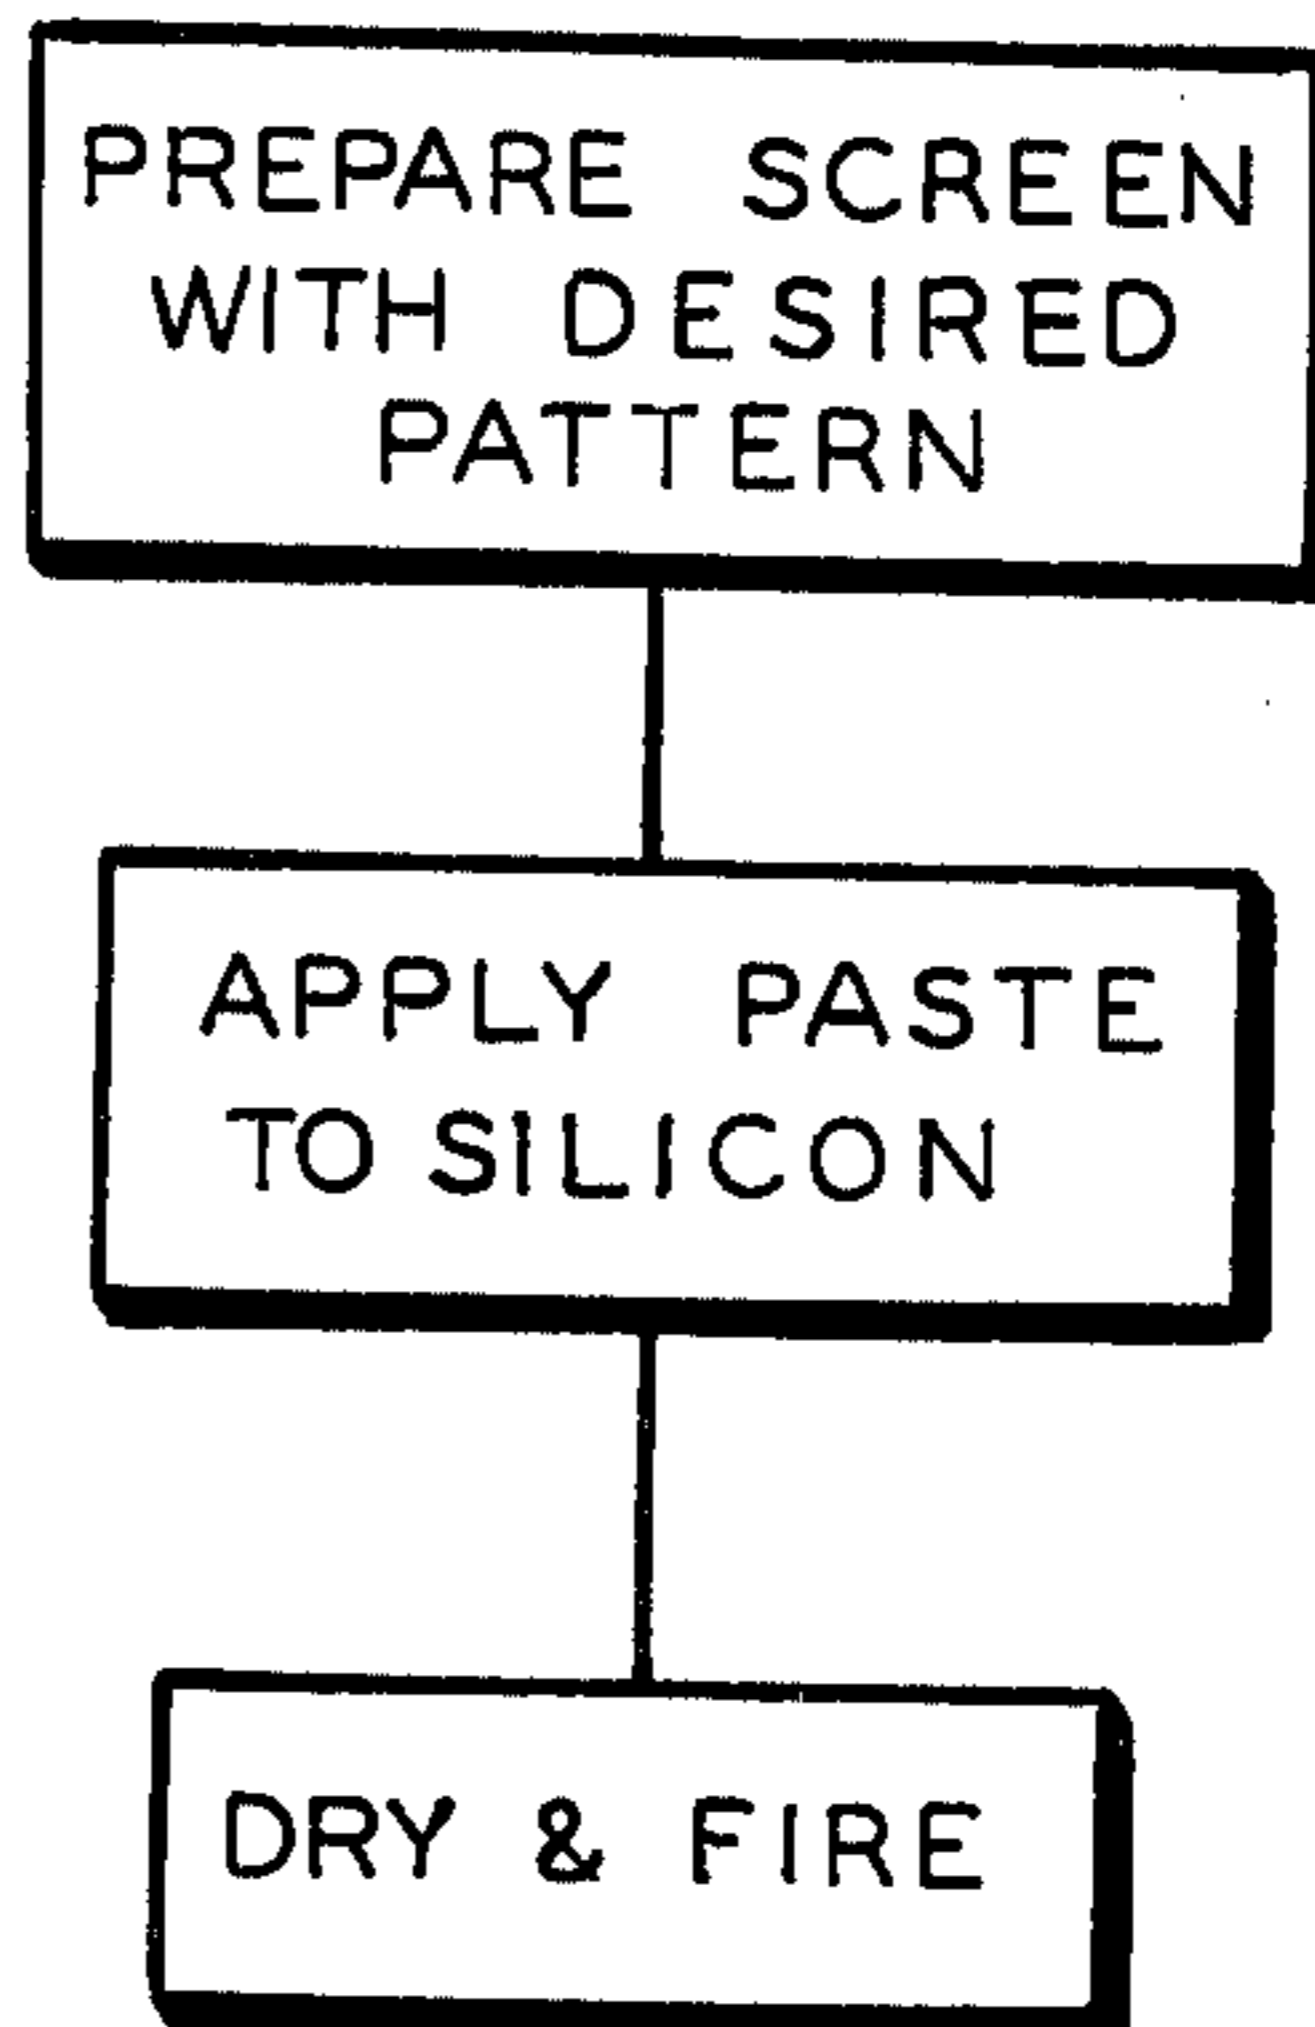 PREPARE SCREEN
WITH DESIRED
PATTERN
APPLY PASTE
TO SILICON
DRY & FIRE